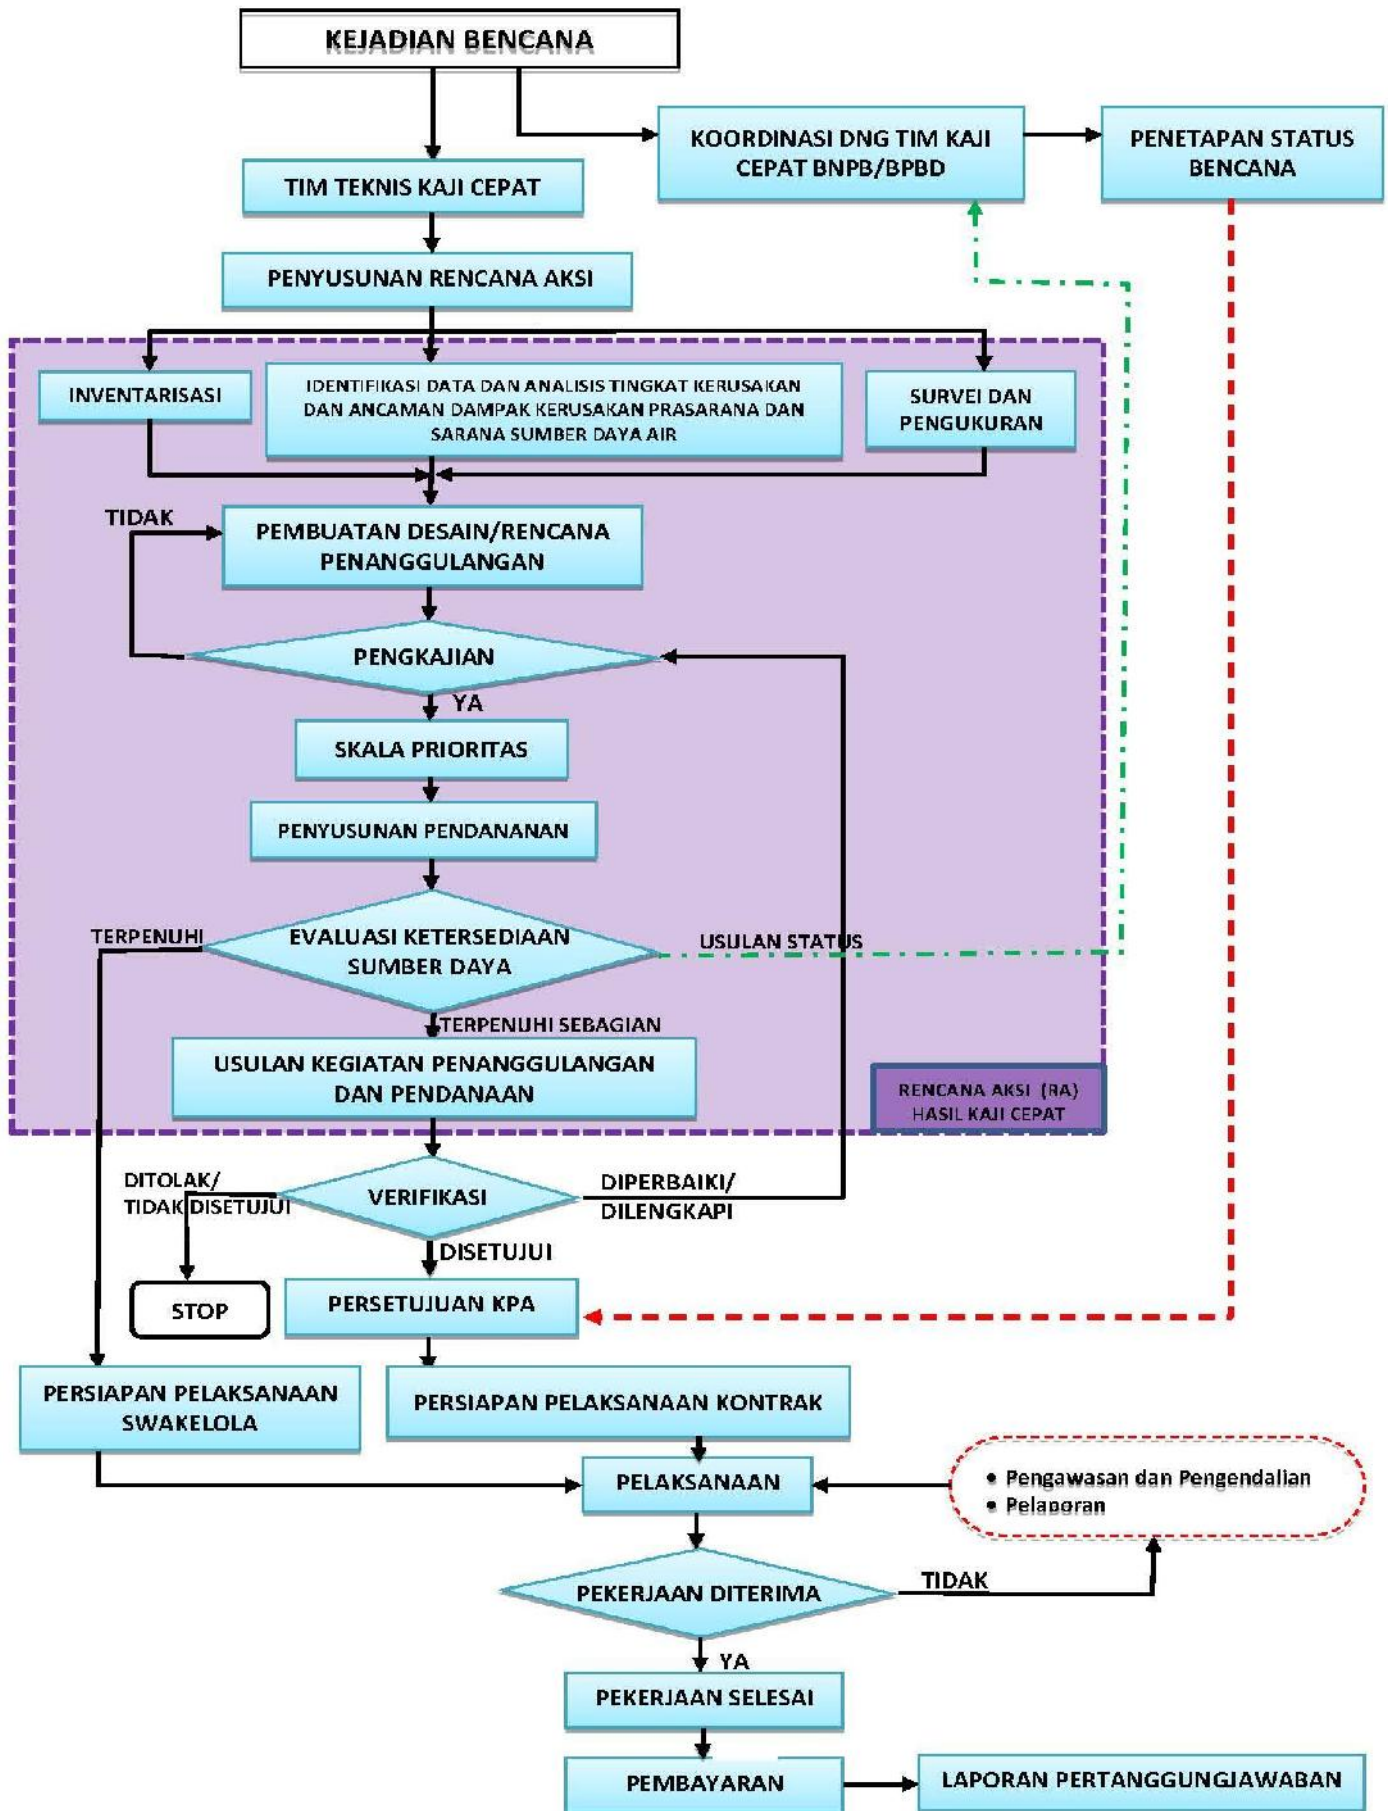 KEJADIAN BENCANA
KOORDINASI DNG TIM KAJI
CEPAT BNPB/BPBD
PENETAPAN STATUS
BENCANA
TIM TEKNIS KAJI CEPAT
PENYUSUNAN RENCANA AKSI
INVENTARISASI
IDENTIFIKASI DATA DAN ANALISIS TINGKAT KERUSAKAN
DAN ANCAMAN DAMPAK KERUSAKAN PRASARANA DAN
SARANA SUMBER DAYA AIR
SURVEI DAN
PENGUKURAN
TIDAK
PEMBUATAN DESAIN/RENCANA
PENANGGULANGAN
PENGKAJIAN
YA
SKALA PRIORITAS
PENYUSUNAN PENDANANAN
TERPENUHI
EVALUASI KETERSEDIAAN
SUMBER DAYA
USULAN STATUS
TERPENUHI SEBAGIAN
USULAN KEGIATAN PENANGGULANGAN
DAN PENDANAAN
RENCANA AKSI (RA)
HASIL KAJI CEPAT
DITOLAK/
TIDAK DISETUJUI
VERIFIKASI
DIPERBAIKI/
DILENGKAPI
DISETUJUI
STOP
PERSETUJUAN KPA
PERSIAPAN PELAKSANAAN
SWAKELOLA
PERSIAPAN PELAKSANAAN KONTRAK
PELAKSANAAN
• Pengawasan dan Pengendalian
• Pelaporan
PEKERJAAN DITERIMA
TIDAK
YA
PEKERJAAN SELESAI
PEMBAYARAN
LAPORAN PERTANGGUNGJAWABAN